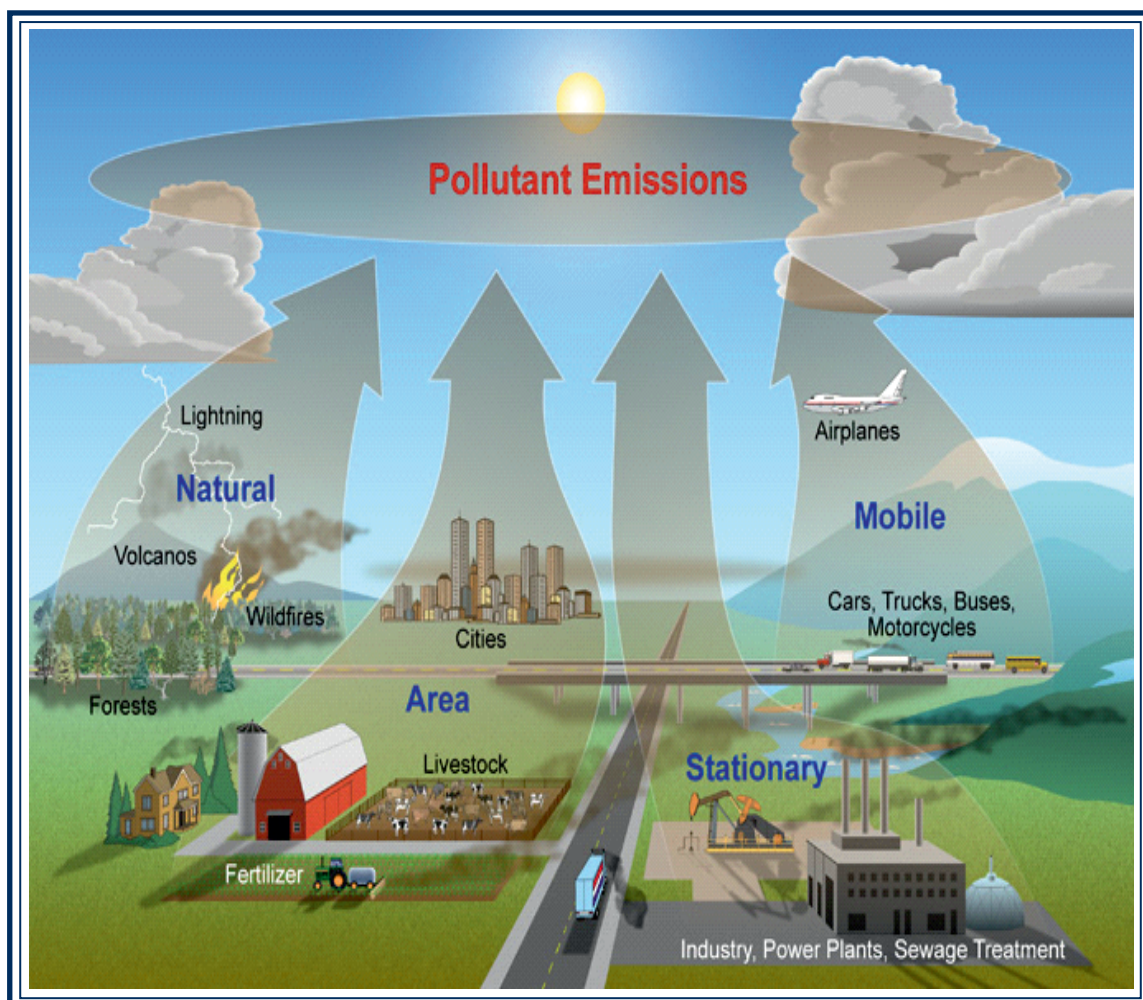 Pollutant Emissions
Lightning
Natural
Volcanos
Wildfires
Forests
Cities
Area
Livestock
Fertilizer
Airplanes
Mobile
Cars, Trucks, Buses,
Motorcycles
Stationary
Industry, Power Plants, Sewage Treatment